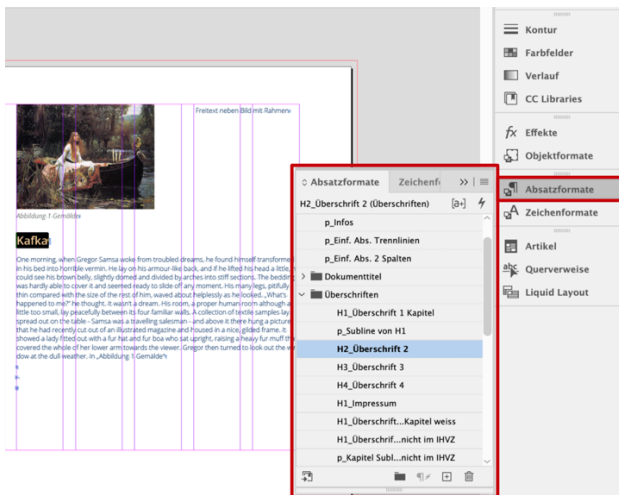 Kontur
Farbfelder
Verlauf
CC Libraries
fx Effekte
Objektformate
Absatzformate
Zeichenformate
Artikel
Querverweise
Liquid Layout
Freitext neben Bild mit Rahmen
Abbildung 1 Gemälde
Kafka
One morning, when Gregor Samsa woke from troubled dreams, he found himself transformed
in his bed into horrible vermin. He lay on his armour-like back, and if he lifted his head a little
could see his brown belly, slightly domed and divided by arches into stiff sections. The bedding
was hardly able to cover it and seemed ready to slide off any moment. His many legs, pitifully
thin compared with the size of the rest of him, waved about helplessly as he looked. „What's
happened to me?" he thought. It wasn't a dream. His room, a proper human room although a
little too small, lay peacefully between its four familiar walls. A collection of textile samples lay
spread out on the table - Samsa was a travelling salesman - and above it there hung a picture
that he had recently cut out of an illustrated magazine and housed in a nice, gilded frame. It
showed a lady fitted out with a fur hat and fur boa who sat upright, raising a heavy fur muff tha
covered the whole of her lower arm towards the viewer. Gregor then turned to look out the w
dow at the dull weather. in „Abbildung 1 Gemälde"
Absatzformate Zeichenf
H2_Überschrift 2 (Überschriften) [a+]
p_Infos
p_Einf. Abs. Trennlinien
p_Einf. Abs. 2 Spalten
Dokumenttitel
Überschriften
H1_Überschrift 1 Kapitel
p_Subline von H1
H2_Überschrift 2
H3_Überschrift 3
H4_Überschrift 4
H1_Impressum
H1_Überschrift...Kapitel weiss
H1_Überschrif...nicht im IHVZ
p_Kapitel Subl...nicht im IHVZ